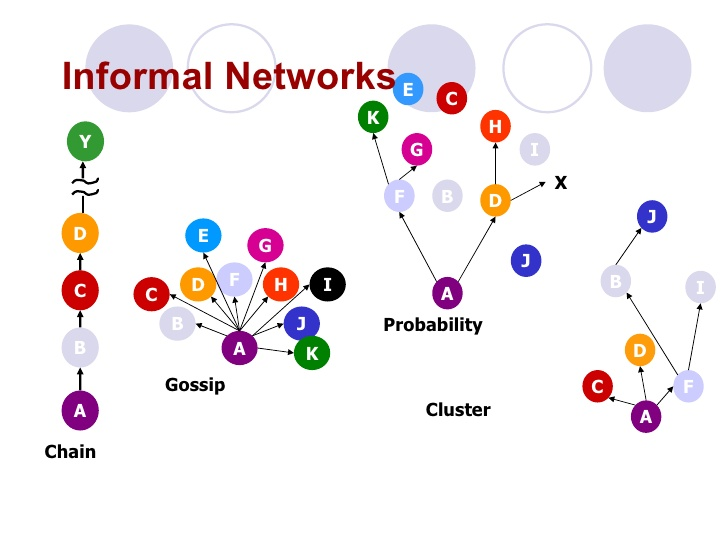 Informal Networks
Y
D
C
B
A
Chain
E
G
C
D
F
H
I
B
J
A
K
Gossip
E
C
K
H
G
I
F
B
D
X
J
A
Probability
Cluster
J
B
I
D
C
F
A